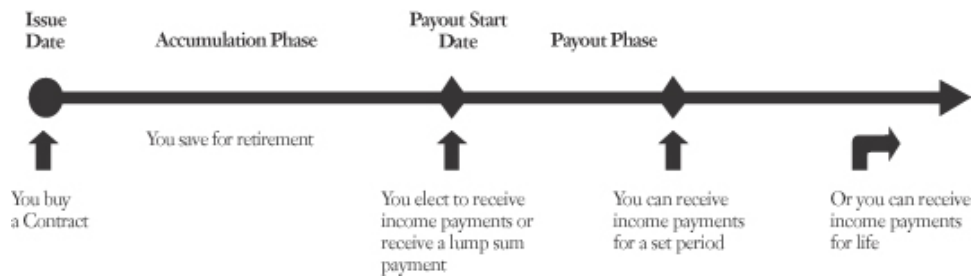 Issue
Date
Accumulation Phase
Payout Start
Date
Payout Phase
You save for retirement
You buy
a Contract
You elect to receive
income payments or
receive a lump sum
payment
You can receive
income payments
for a set period
Or you can receive
income payments
for life